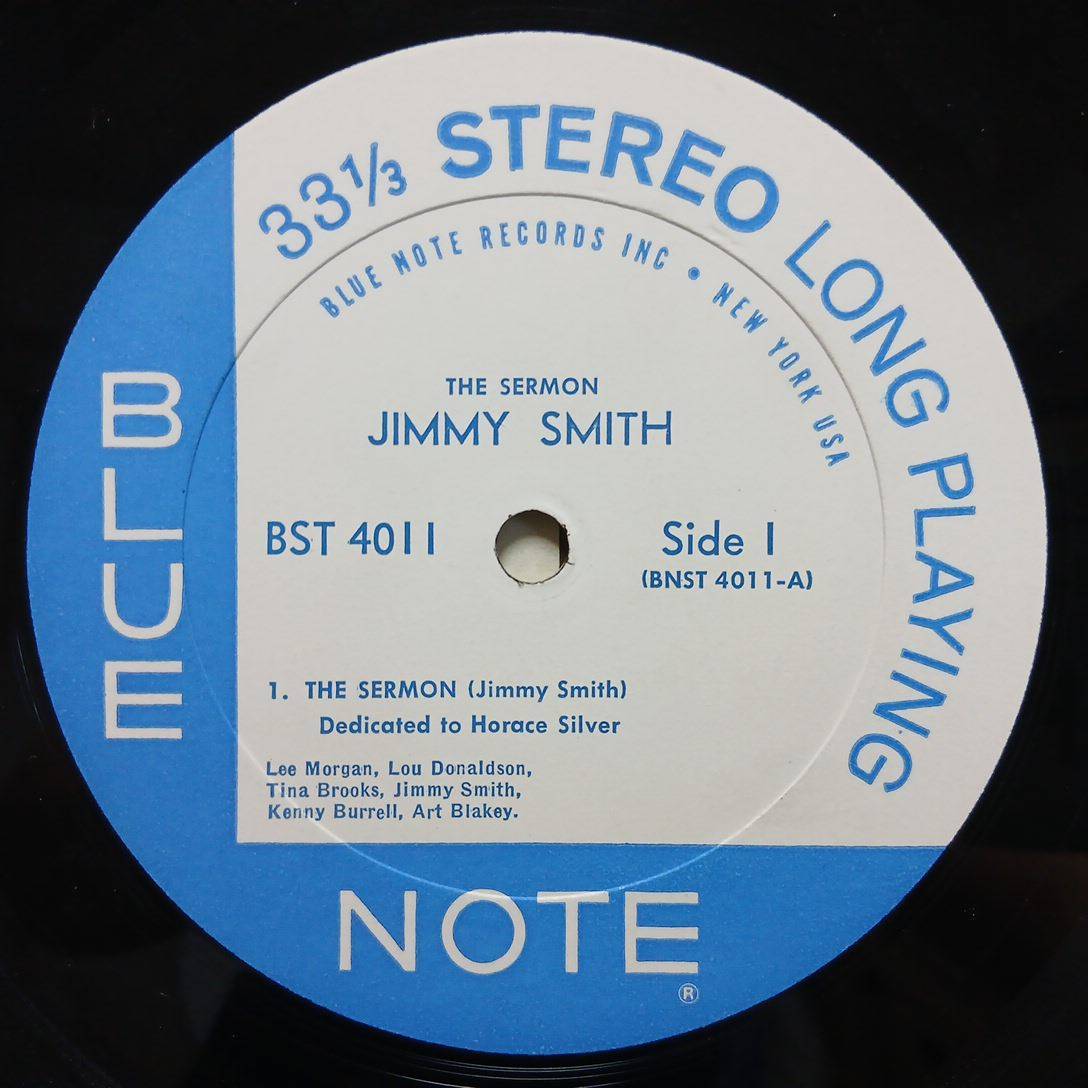 33⅓ STEREO LONG PLAYING
BLUE NOTE RECORDS INC • NEW YORK USA
THE SERMON
JIMMY SMITH
BST 4011
Side 1
(BNST 4011-A)
1. THE SERMON (Jimmy Smith)
Dedicated to Horace Silver
Lee Morgan, Lou Donaldson,
Tina Brooks, Jimmy Smith,
Kenny Burrell, Art Blakey.
BLUE
NOTE
®